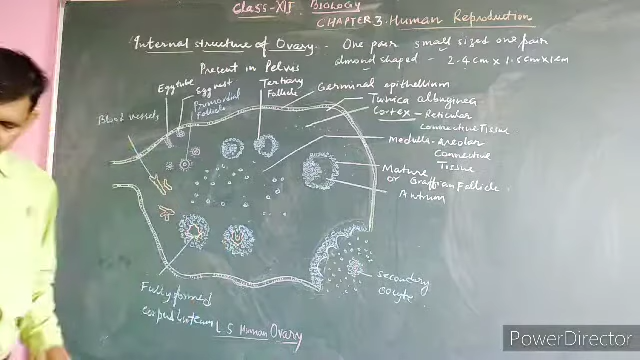 Class-XII Biology
CHAPTER 3. Human Reproduction
Internal structure of Ovary - One pair small sized one pair
almond shaped - 2.4cm x 1.5cm x 1cm
Present in Pelvis
Egg tube
Egg nest
Primordial
Follicle
Tertiary
Follicle
Germinal epithelium
Blood vessels
Tunica albuginea
Cortex - Reticular
connective Tissue
Medulla - areolar
connective
Tissue
Mature
or Graffian Follicle
Antrum
secondary
oocyte
Fully formed
corpus luteum
L S Human Ovary
PowerDirector